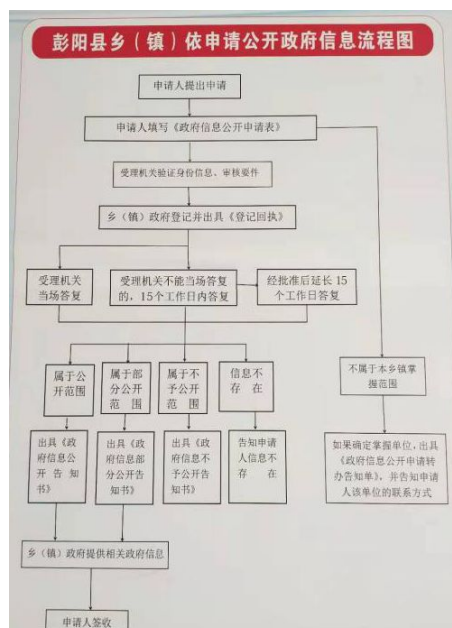 彭阳县乡（镇）依申请公开政府信息流程图
申请人提出申请
申请人填写《政府信息公开申请表》
受理机关验证身份信息、审核要件
乡（镇）政府登记并出具《登记回执》
受理机关
当场答复
受理机关不能当场答复
的，15个工作日内答复
经批准后延长15
个工作日答复
属于公
开范围
属于部
分公开
范围
属于不
予公开
范围
信息不
存在
不属于本乡镇掌
握范围
出具《政
府信息公
开告知
书》
出具《政
府信息部
分公开告
知书》
出具《政
府信息不
予公开告
知书》
告知申请
人信息不
存在
如果确定掌握单位，出具
《政府信息公开申请转
办告知单》，并告知申请
人该单位的联系方式
乡（镇）政府提供相关政府信息
申请人签收